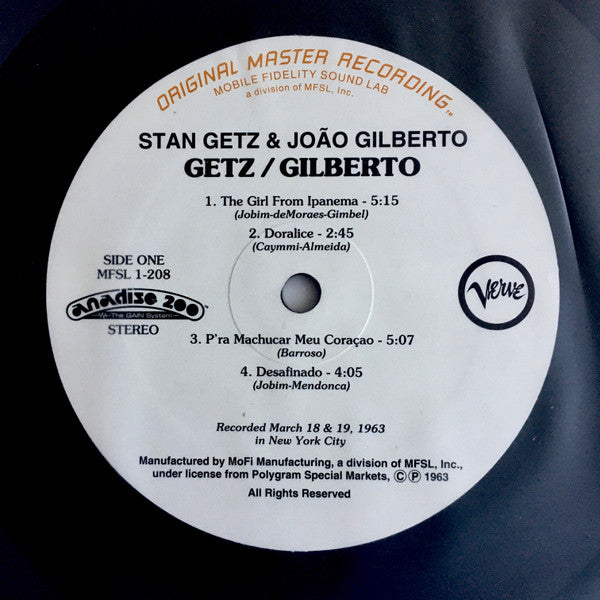 ORIGINAL MASTER RECORDING™
MOBILE FIDELITY SOUND LAB
a division of MFSL, Inc.
STAN GETZ & JOÃO GILBERTO
GETZ / GILBERTO
1. The Girl From Ipanema - 5:15
(Jobim-deMoraes-Gimbel)
2. Doralice - 2:45
(Caymmi-Almeida)
SIDE ONE
MFSL 1-208
anadisq 200™
The GAIN System™
STEREO
Verve
3. P'ra Machucar Meu Coraçao - 5:07
(Barroso)
4. Desafinado - 4:05
(Jobim-Mendonca)
Recorded March 18 & 19, 1963
in New York City
Manufactured by MoFi Manufacturing, a division of MFSL, Inc.,
under license from Polygram Special Markets, ©℗ 1963
All Rights Reserved